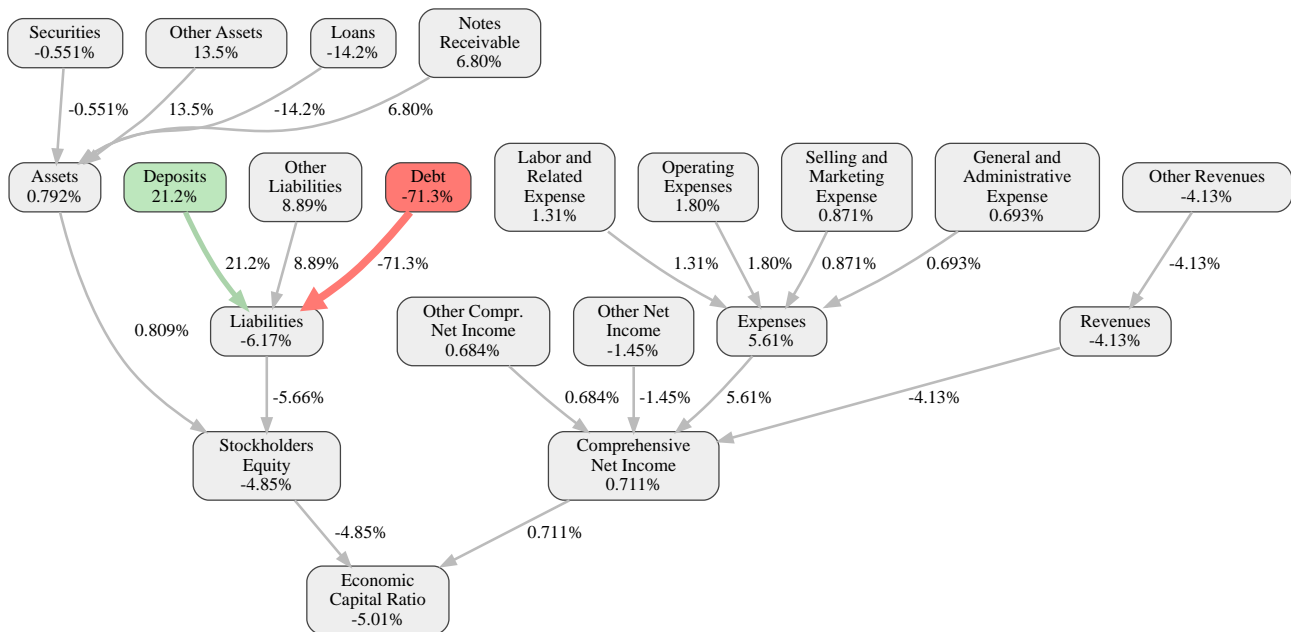 Securities
-0.551%
Other Assets
13.5%
Loans
-14.2%
Notes
Receivable
6.80%
-0.551%
13.5%
-14.2%
6.80%
Assets
0.792%
Deposits
21.2%
Other
Liabilities
8.89%
Debt
-71.3%
Labor and
Related
Expense
1.31%
Operating
Expenses
1.80%
Selling and
Marketing
Expense
0.871%
General and
Administrative
Expense
0.693%
Other Revenues
-4.13%
21.2%
8.89%
-71.3%
1.31%
1.80%
0.871%
0.693%
-4.13%
0.809%
Liabilities
-6.17%
Other Compr.
Net Income
0.684%
Other Net
Income
-1.45%
Expenses
5.61%
Revenues
-4.13%
-5.66%
0.684%
-1.45%
5.61%
-4.13%
Stockholders
Equity
-4.85%
Comprehensive
Net Income
0.711%
-4.85%
0.711%
Economic
Capital Ratio
-5.01%